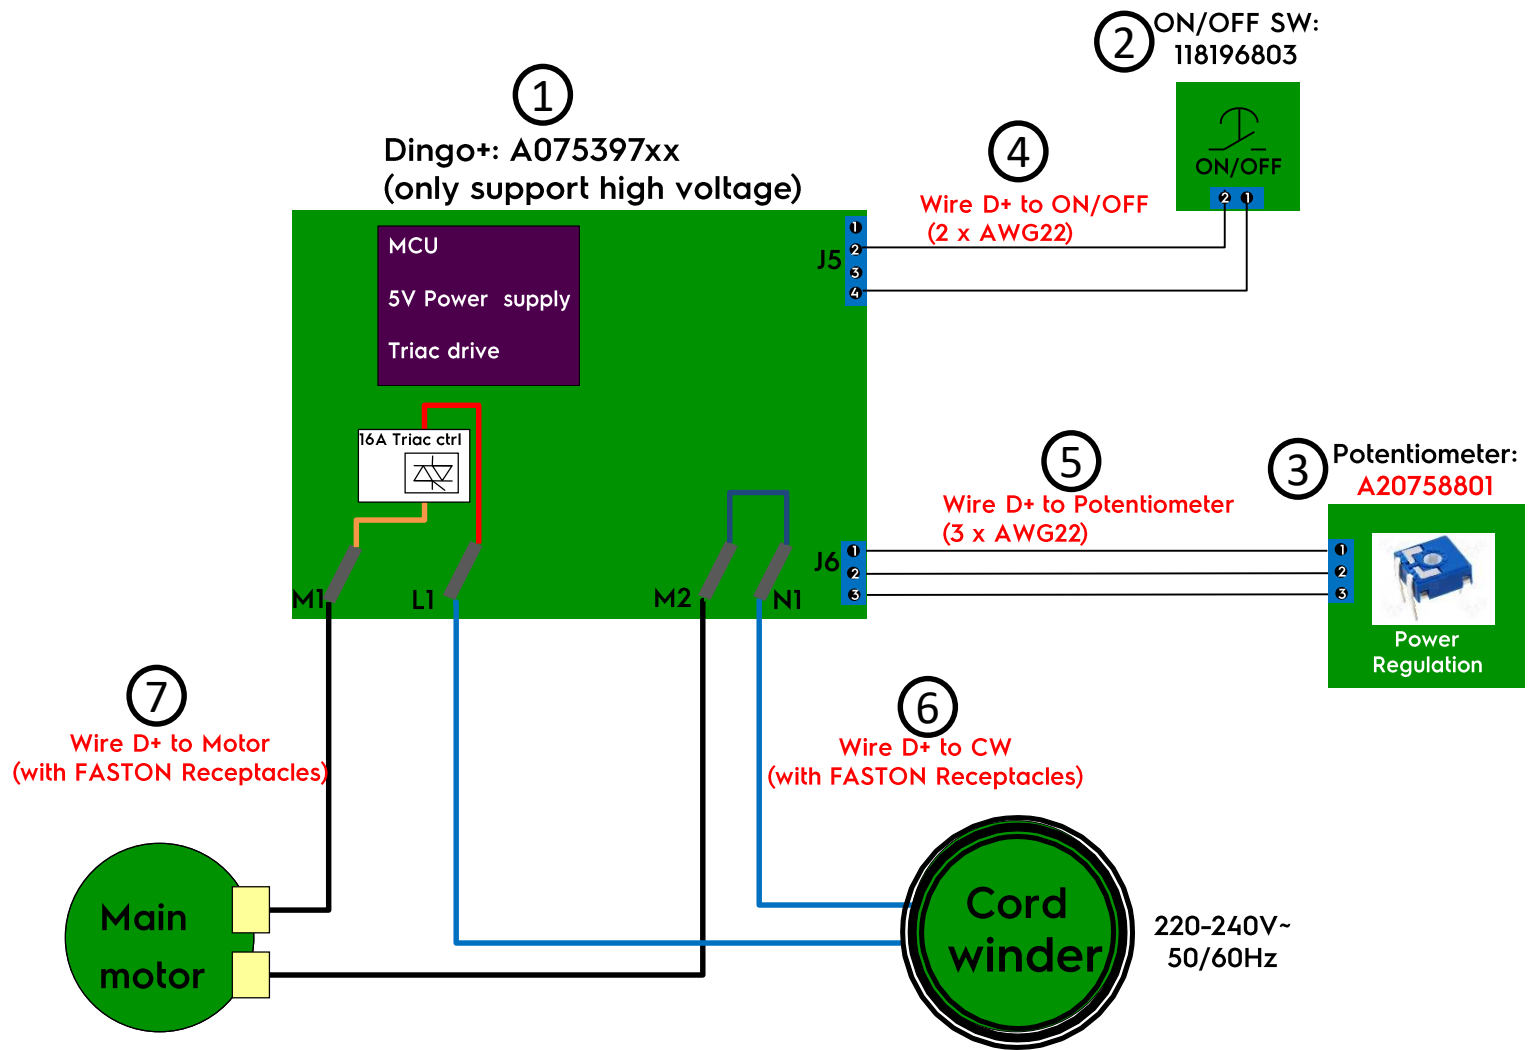 2
ON/OFF SW:
118196803
1
Dingo+: A075397xx
(only support high voltage)
4
Wire D+ to ON/OFF
(2 x AWG22)
ON/OFF
2 1
MCU
5V Power supply
Triac drive
J5
1
2
3
4
16A Triac ctrl
5
Wire D+ to Potentiometer
(3 x AWG22)
3
Potentiometer:
A20758801
J6
1
2
3
1
2
3
Power
Regulation
M1
L1
M2
N1
7
Wire D+ to Motor
(with FASTON Receptacles)
6
Wire D+ to CW
(with FASTON Receptacles)
Main
motor
Cord
winder
220-240V~
50/60Hz